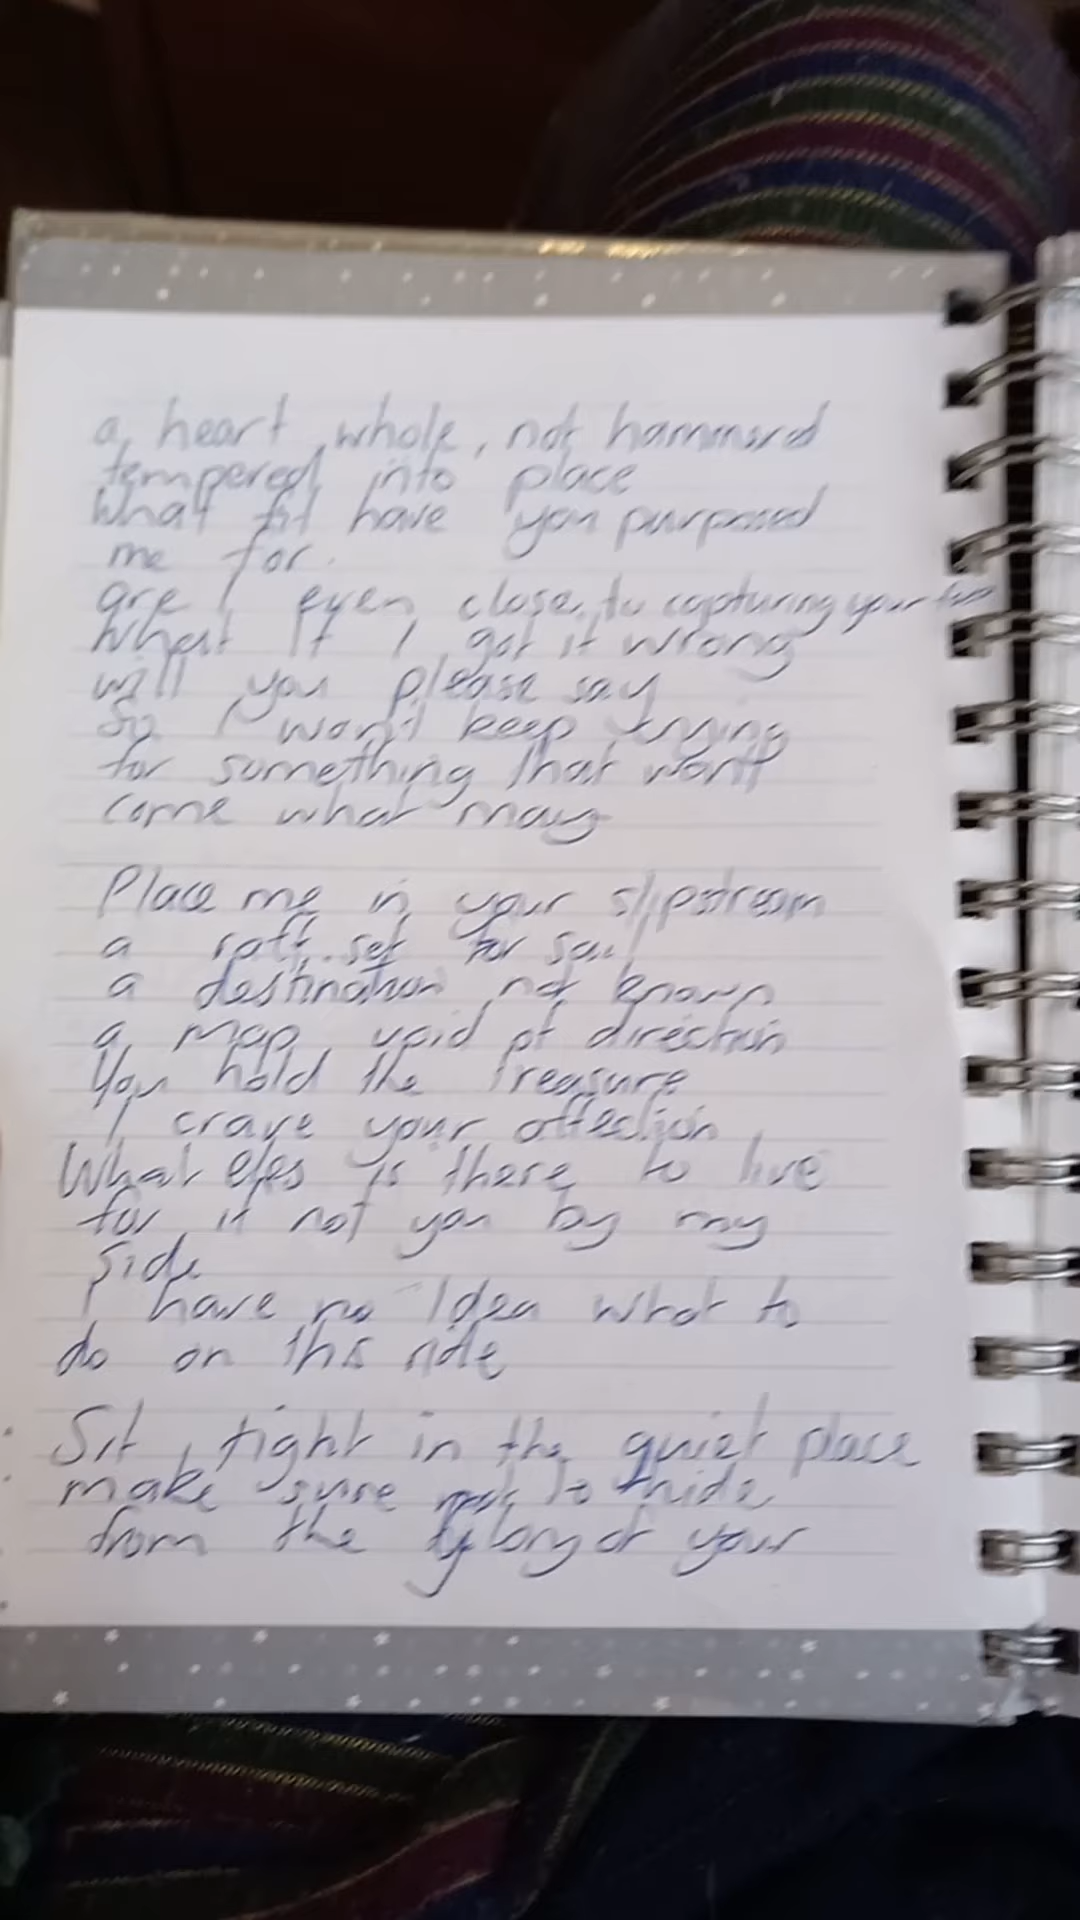 a heart whole, not hammered
tempered into place
What fit have you purposed
me for.
are I even close to capturing your
What if I got it wrong
will you please say
So I won't keep
for something that won't
come what may
Place me in your slipstream
a raft set for sail
a destination not known
a map void of direction
You hold the treasure
I crave your affection
What eles is there to live
for if not you by my
side
I have no Idea what to
do on this ride
Sit tight in the quiet place
make sure not to hide
from the glory of your